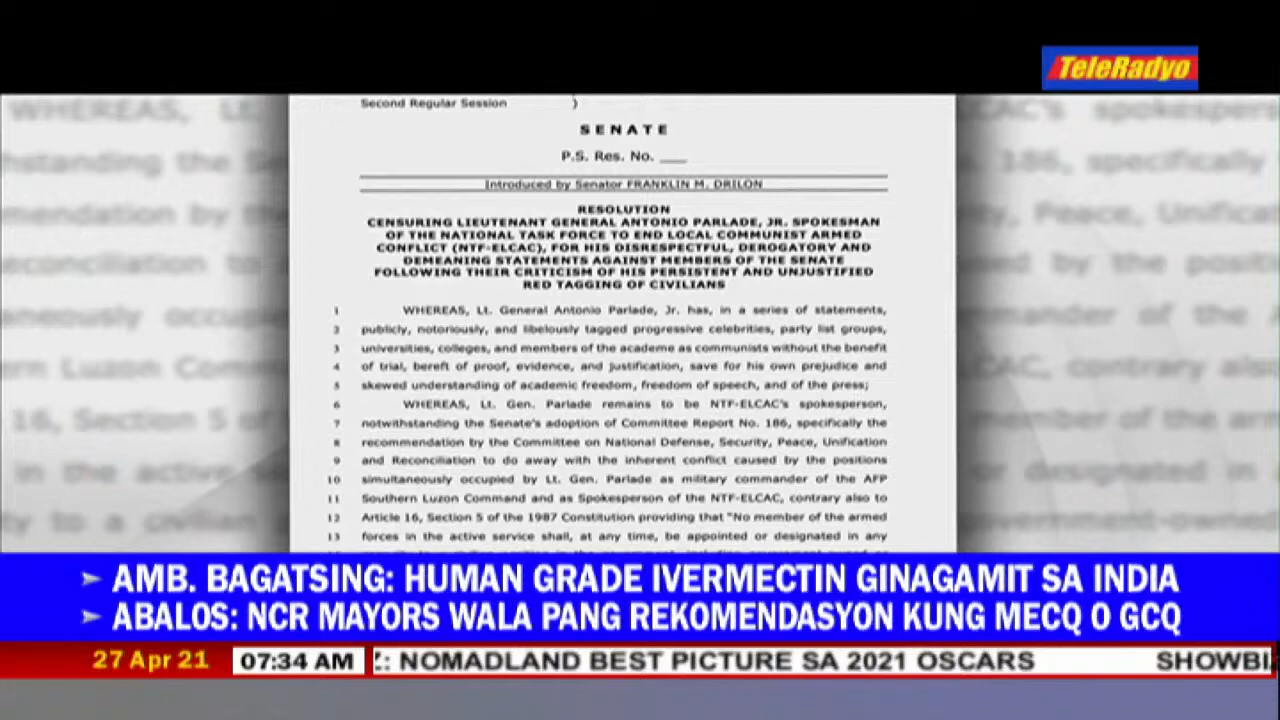 TeleRadyo
Second Regular Session )
SENATE
P.S. Res. No. ___
Introduced by Senator FRANKLIN M. DRILON
RESOLUTION
CENSURING LIEUTENANT GENERAL ANTONIO PARLADE, JR. SPOKESMAN
OF THE NATIONAL TASK FORCE TO END LOCAL COMMUNIST ARMED
CONFLICT (NTF-ELCAC), FOR HIS DISRESPECTFUL, DEROGATORY AND
DEMEANING STATEMENTS AGAINST MEMBERS OF THE SENATE
FOLLOWING THEIR CRITICISM OF HIS PERSISTENT AND UNJUSTIFIED
RED TAGGING OF CIVILIANS
1 WHEREAS, Lt. General Antonio Parlade, Jr. has, in a series of statements,
2 publicly, notoriously, and libelously tagged progressive celebrities, party list groups,
3 universities, colleges, and members of the academe as communists without the benefit
4 of trial, bereft of proof, evidence, and justification, save for his own prejudice and
5 skewed understanding of academic freedom, freedom of speech, and of the press;
6 WHEREAS, Lt. Gen. Parlade remains to be NTF-ELCAC's spokesperson,
7 notwithstanding the Senate's adoption of Committee Report No. 186, specifically the
8 recommendation by the Committee on National Defense, Security, Peace, Unification
9 and Reconciliation to do away with the inherent conflict caused by the positions
10 simultaneously occupied by Lt. Gen. Parlade as military commander of the AFP
11 Southern Luzon Command and as Spokesperson of the NTF-ELCAC, contrary also to
12 Article 16, Section 5 of the 1987 Constitution providing that "No member of the armed
13 forces in the active service shall, at any time, be appointed or designated in any
➣ AMB. BAGATSING: HUMAN GRADE IVERMECTIN GINAGAMIT SA INDIA
➣ ABALOS: NCR MAYORS WALA PANG REKOMENDASYON KUNG MECQ O GCQ
27 Apr 21 07:34 AM Z: NOMADLAND BEST PICTURE SA 2021 OSCARS SHOWBI